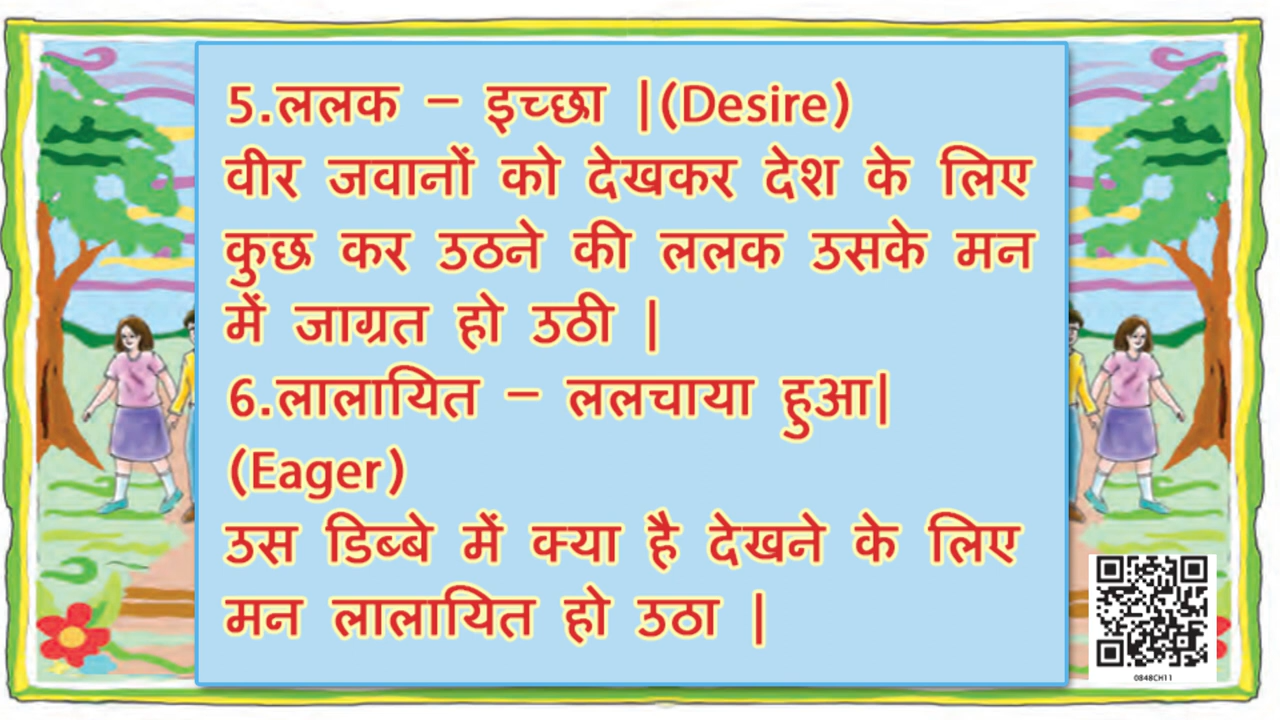 5.ललक – इच्छा |(Desire)
वीर जवानों को देखकर देश के लिए
कुछ कर उठने की ललक उसके मन
में जाग्रत हो उठी |
6.लालायित – ललचाया हुआ|
(Eager)
उस डिब्बे में क्या है देखने के लिए
मन लालायित हो उठा |
0848CH11